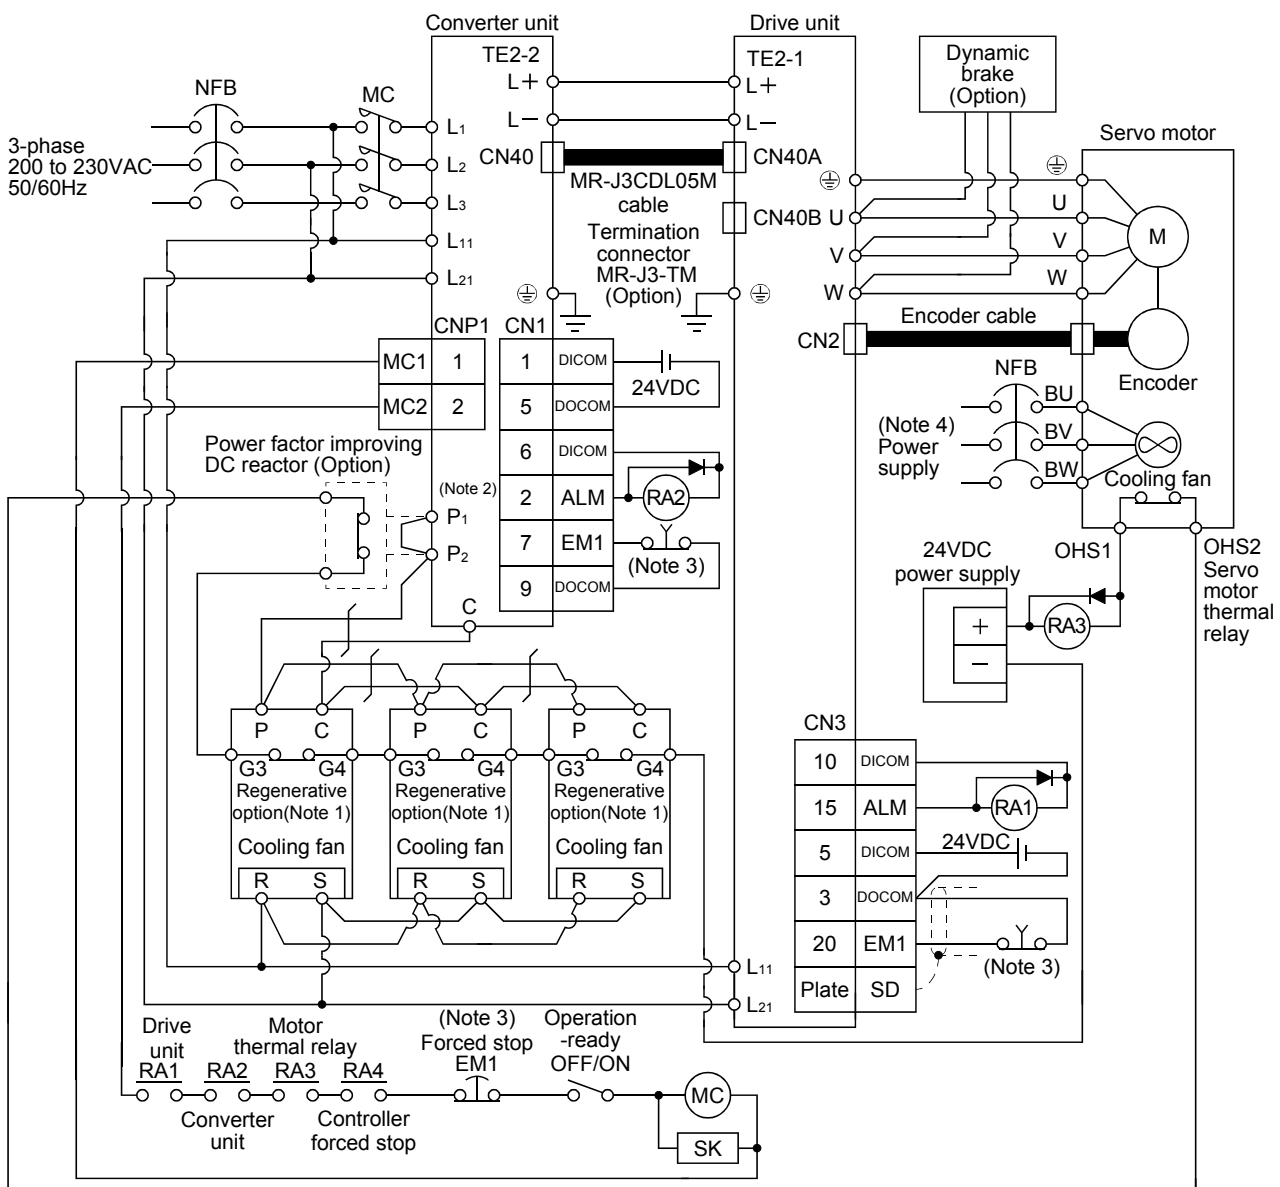 Converter unit
Drive unit
TE2-2
TE2-1
L+
L+
L−
L−
Dynamic
brake
(Option)
NFB
MC
3-phase
200 to 230VAC
50/60Hz
L1
L2
L3
L11
L21
CN40
CN40A
MR-J3CDL05M
cable
CN40B
Termination
connector
MR-J3-TM
(Option)
U
V
W
Servo motor
U
V
W
M
CN2
Encoder cable
Encoder
CNP1
CN1
MC1
1
MC2
2
1
DICOM
5
DOCOM
6
DICOM
2
ALM
7
EM1
9
DOCOM
24VDC
RA2
(Note 3)
NFB
BU
BV
BW
(Note 4)
Power
supply
Cooling fan
Power factor improving
DC reactor (Option)
(Note 2)
P1
P2
C
OHS1
OHS2
Servo
motor
thermal
relay
24VDC
power supply
+
−
RA3
P
C
P
C
P
C
G3
G4
G3
G4
G3
G4
Regenerative
option(Note 1)
Regenerative
option(Note 1)
Regenerative
option(Note 1)
Cooling fan
Cooling fan
Cooling fan
R
S
R
S
R
S
CN3
10
DICOM
15
ALM
5
DICOM
3
DOCOM
20
EM1
Plate
SD
RA1
24VDC
(Note 3)
L11
L21
Drive
unit
RA1
RA2
Converter
unit
Motor
thermal relay
RA3
RA4
Controller
forced stop
(Note 3)
Forced stop
EM1
Operation
-ready
OFF/ON
MC
SK